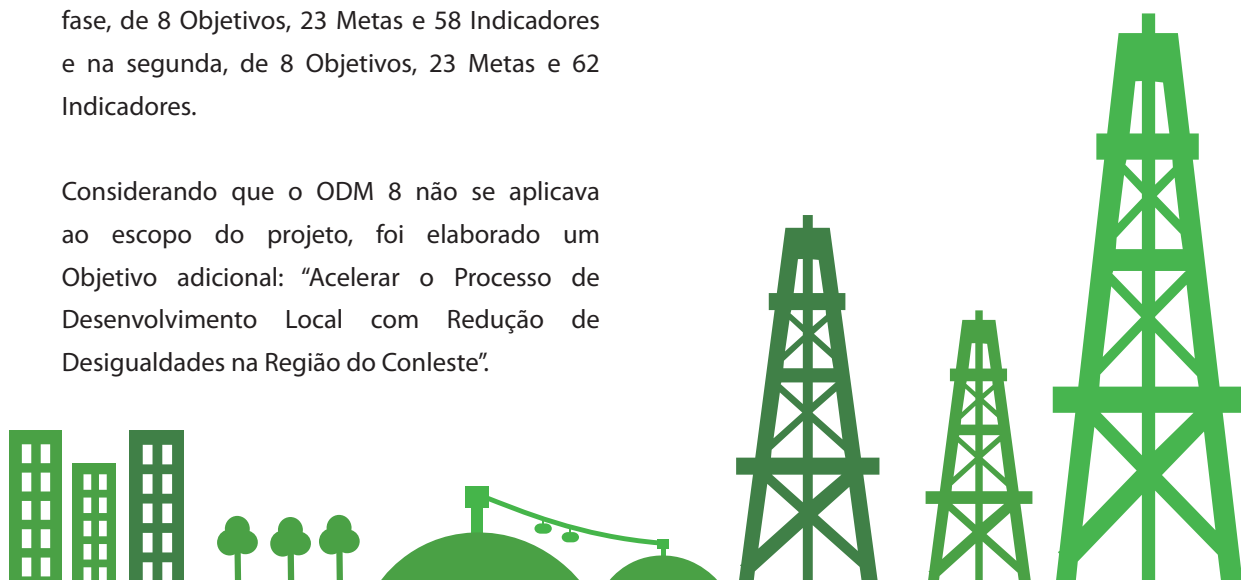 fase, de 8 Objetivos, 23 Metas e 58 Indicadores
e na segunda, de 8 Objetivos, 23 Metas e 62
Indicadores.
Considerando que o ODM 8 não se aplicava
ao escopo do projeto, foi elaborado um
Objetivo adicional: “Acelerar o Processo de
Desenvolvimento Local com Redução de
Desigualdades na Região do Conleste”.